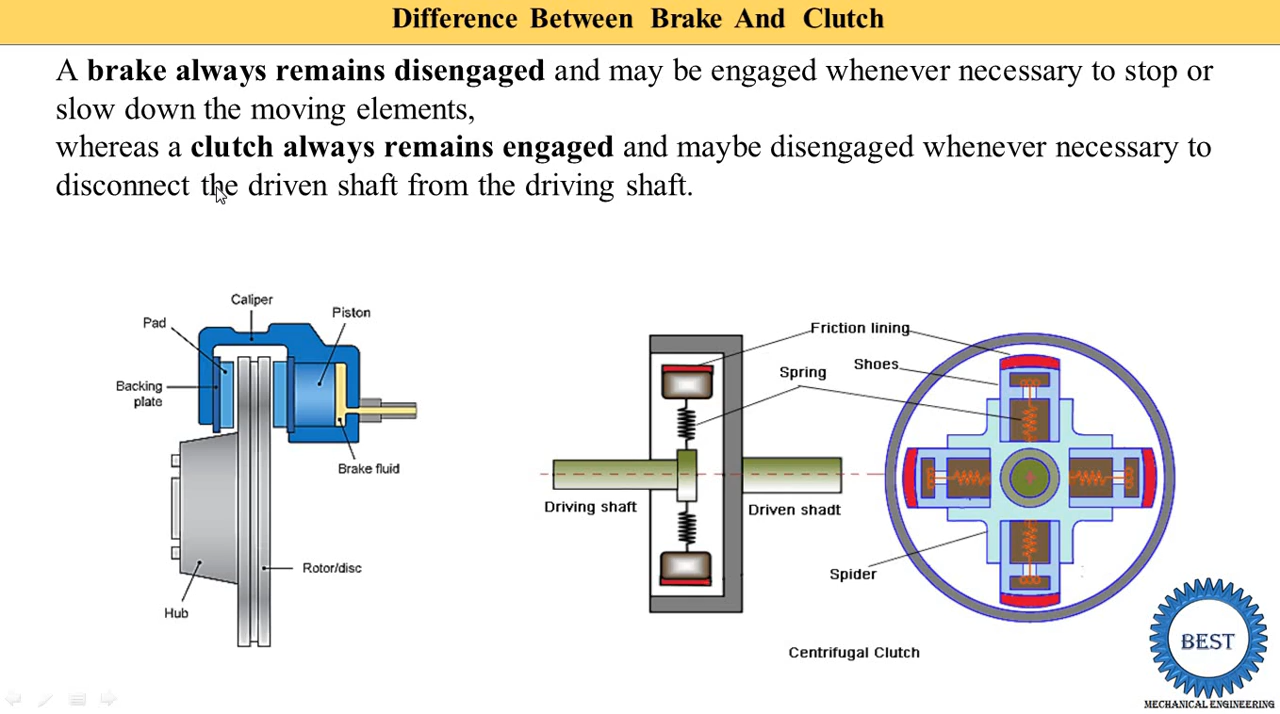 Difference Between Brake And Clutch
A brake always remains disengaged and may be engaged whenever necessary to stop or
slow down the moving elements,
whereas a clutch always remains engaged and maybe disengaged whenever necessary to
disconnect the driven shaft from the driving shaft.
Caliper
Piston
Pad
Backing
plate
Brake fluid
Rotor/disc
Hub
Friction lining
Shoes
Spring
Driving shaft
Driven shadt
Spider
Centrifugal Clutch
BEST
MECHANICAL ENGINEERING